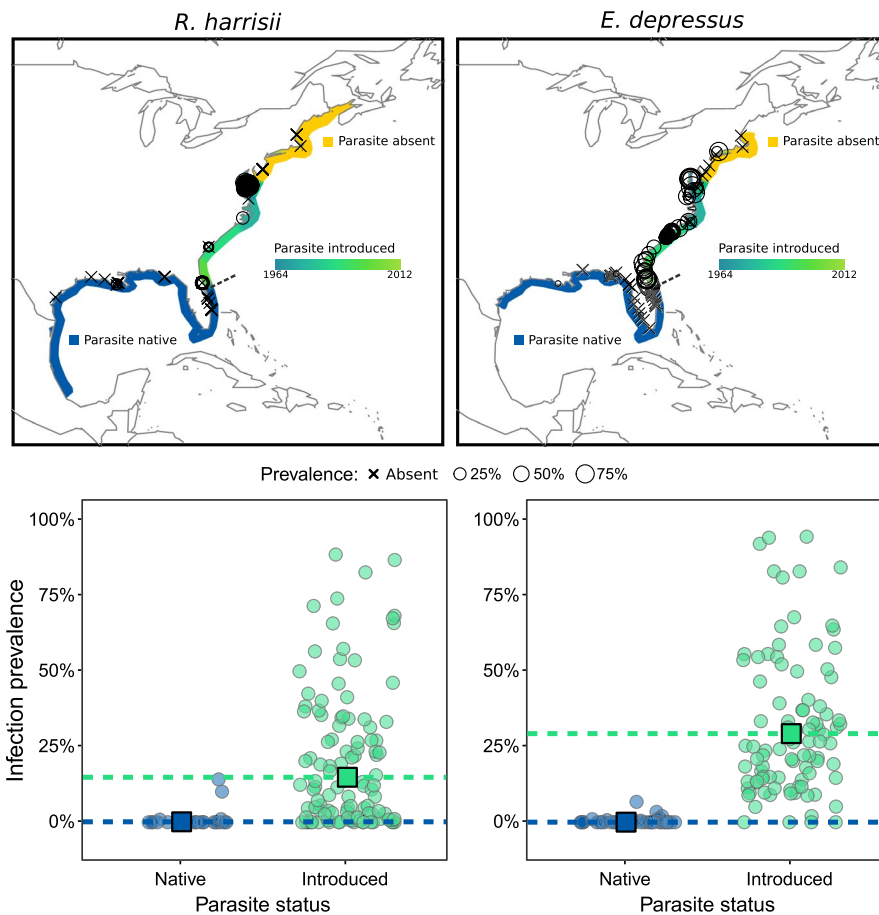 R. harrisii
E. depressus
Parasite absent
Parasite introduced
1964
2012
Parasite native
Parasite absent
Parasite introduced
1964
2012
Parasite native
Prevalence: Absent 25% 50% 75%
Infection prevalence
100%
75%
50%
25%
0%
Native
Introduced
Parasite status
100%
75%
50%
25%
0%
Native
Introduced
Parasite status